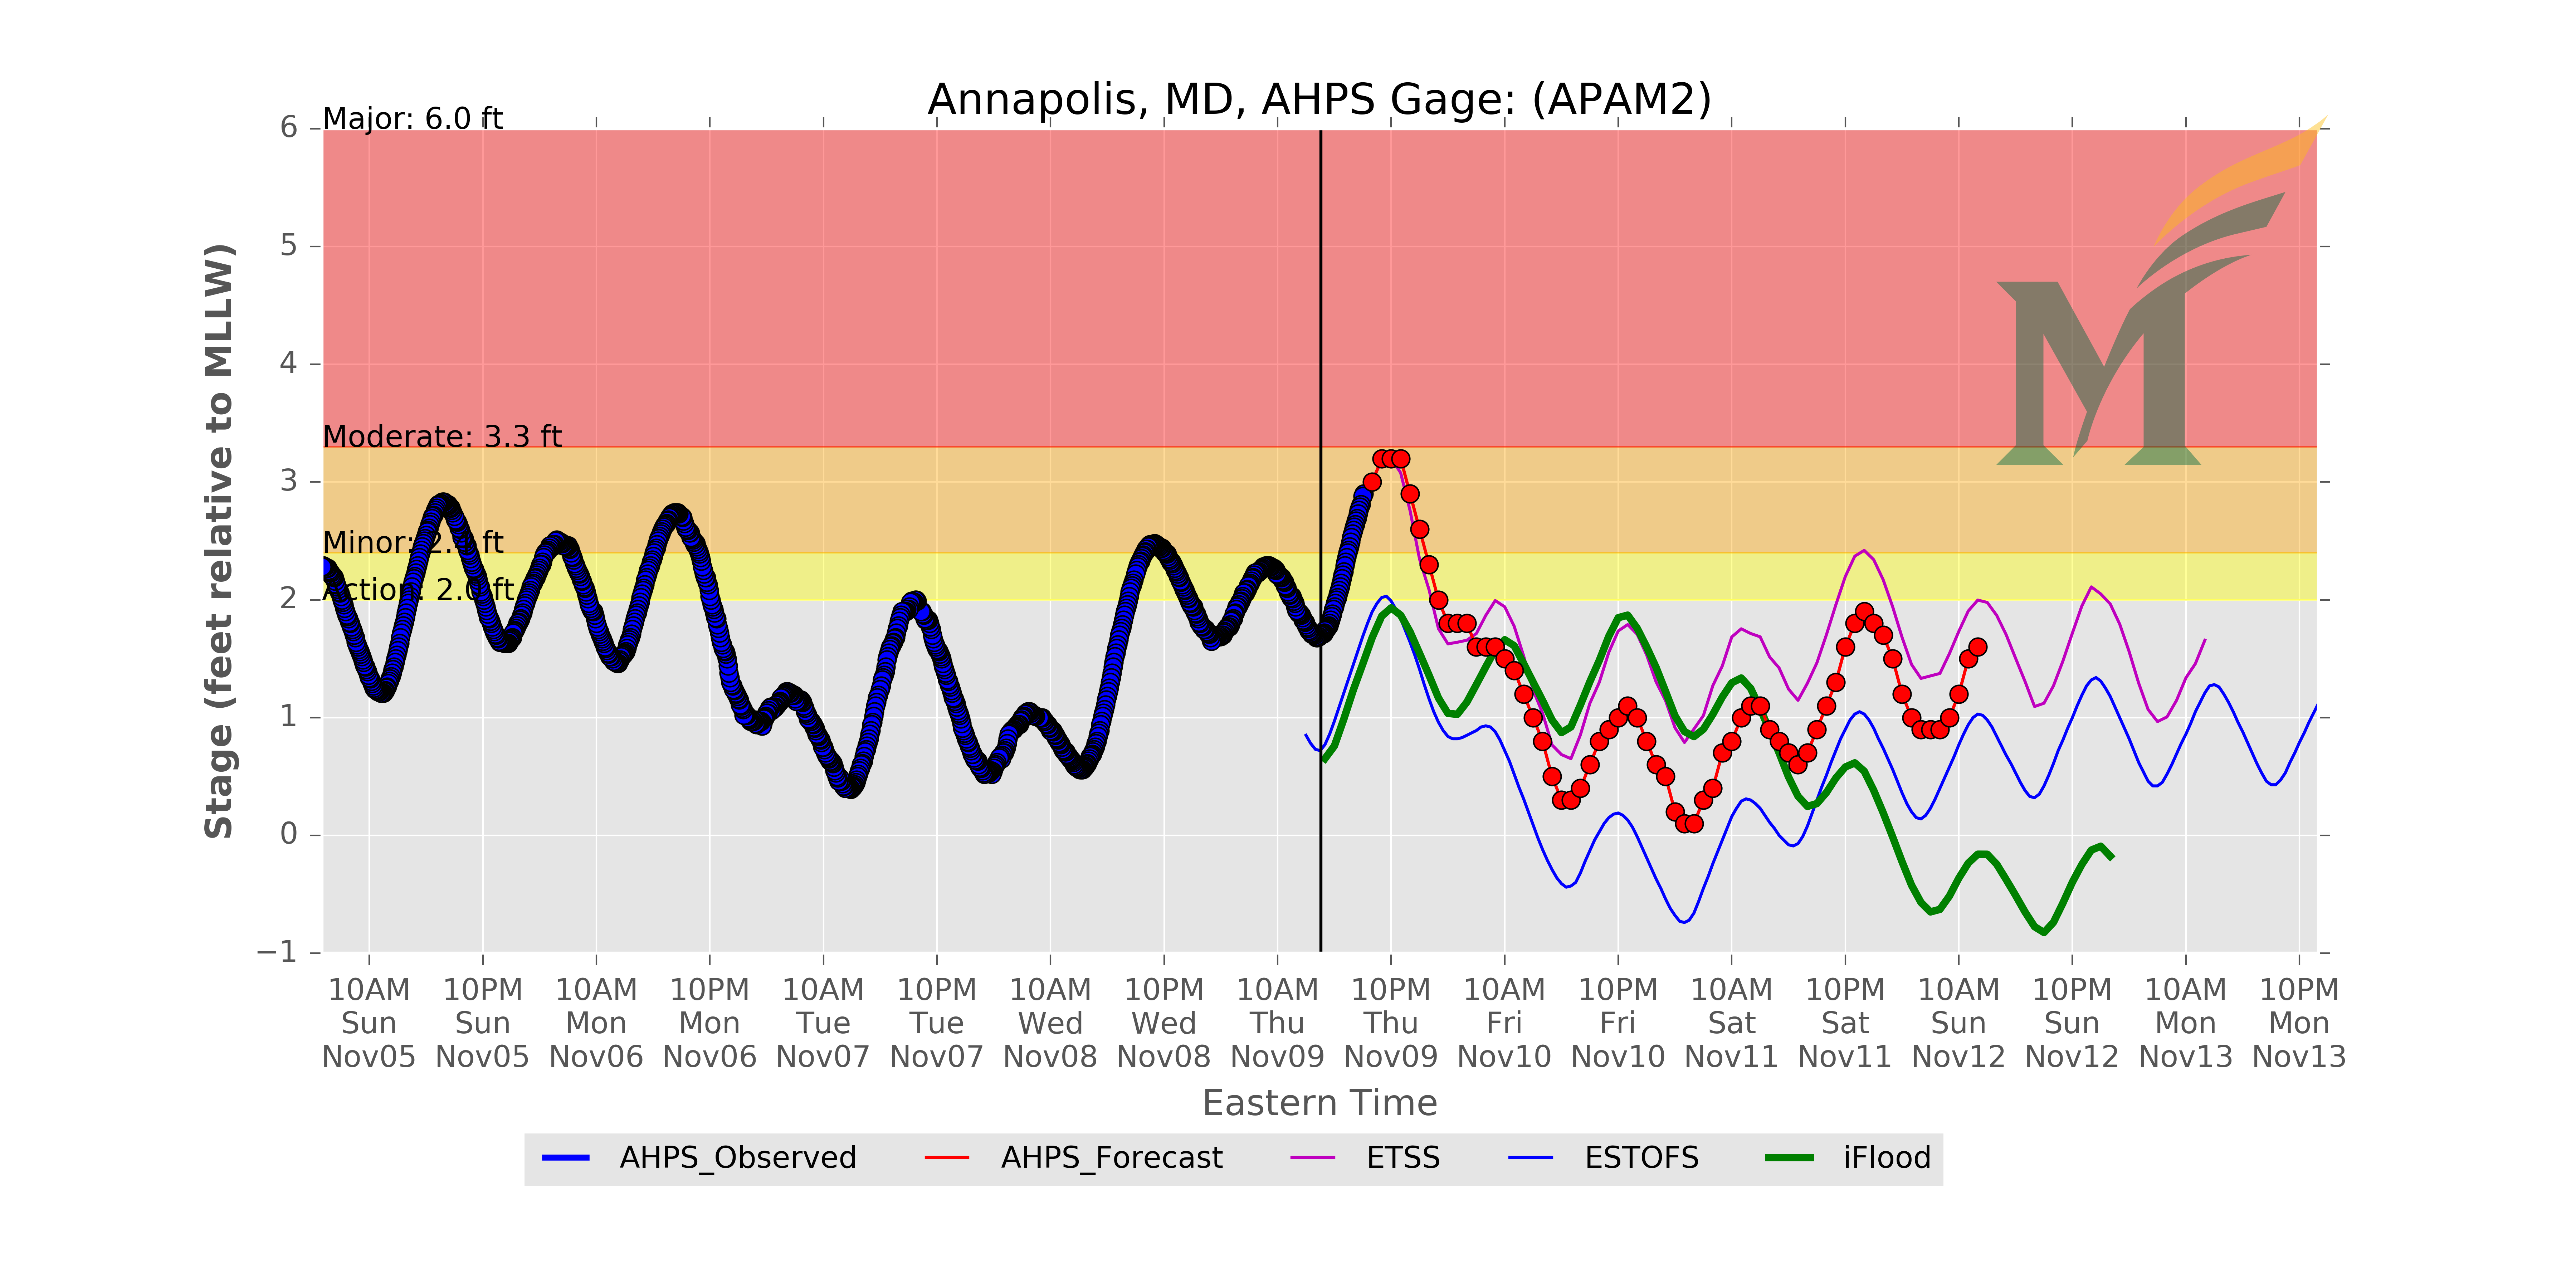 Annapolis, MD, AHPS Gage: (APAM2)
Major: 6.0 ft
Moderate: 3.3 ft
Minor: 2.4 ft
Action: 2.0 ft
Stage (feet relative to MLLW)
6
5
4
3
2
1
0
−1
10AM 10PM 10AM 10PM 10AM 10PM 10AM 10PM 10AM 10PM 10AM 10PM 10AM 10PM 10AM 10PM 10AM 10PM
Sun Sun Mon Mon Tue Tue Wed Wed Thu Thu Fri Fri Sat Sat Sun Sun Mon Mon
Nov05 Nov05 Nov06 Nov06 Nov07 Nov07 Nov08 Nov08 Nov09 Nov09 Nov10 Nov10 Nov11 Nov11 Nov12 Nov12 Nov13 Nov13
Eastern Time
AHPS_Observed AHPS_Forecast ETSS ESTOFS iFlood